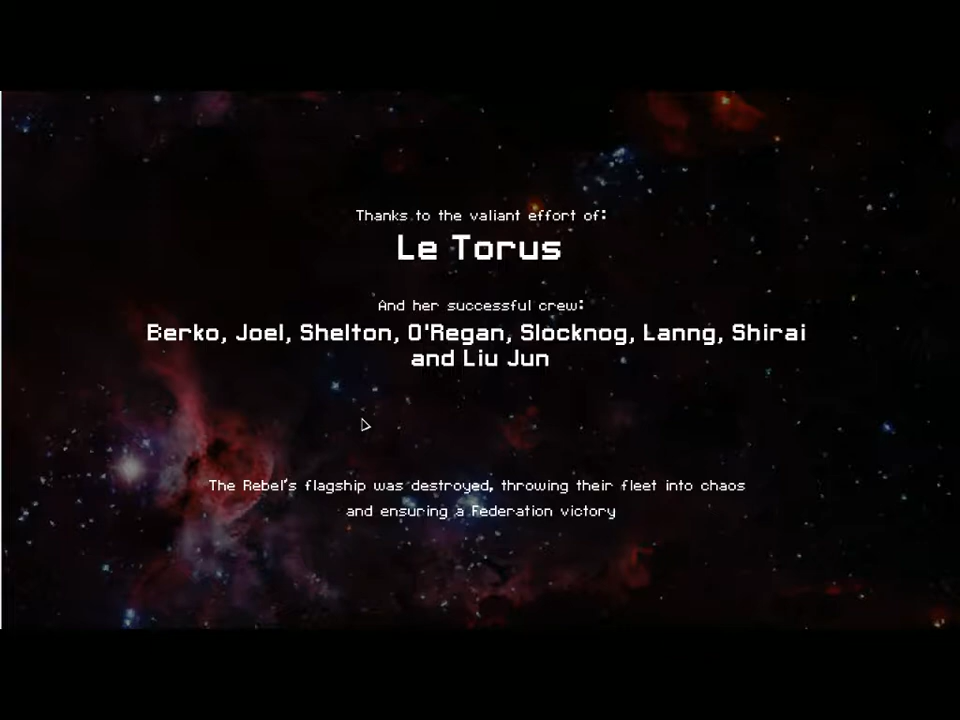 Thanks to the valiant effort of:
Le Torus
And her successful crew:
Berko, Joel, Shelton, O'Regan, Slocknog, Lanng, Shirai
and Liu Jun
The Rebel's flagship was destroyed, throwing their fleet into chaos
and ensuring a Federation victory